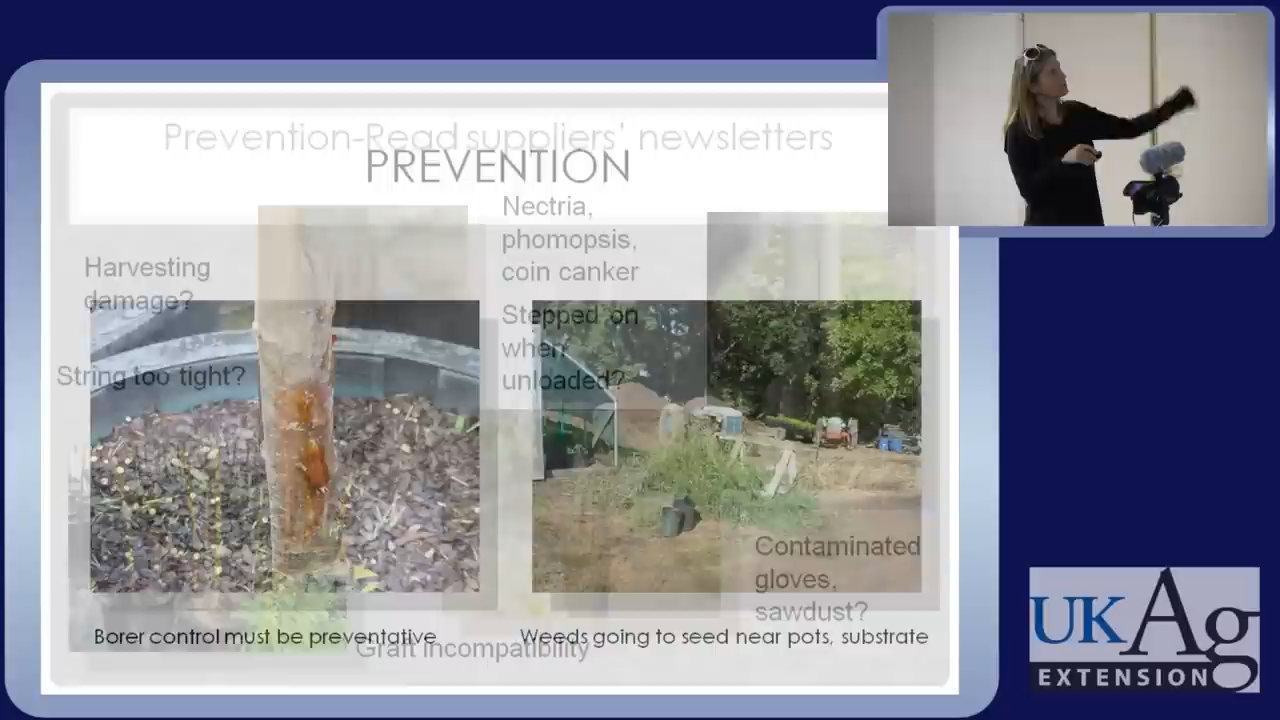 Prevention-Read suppliers’ newsletters
PREVENTION
Nectria,
phomopsis,
coin canker
Harvesting
damage?
Stepped on
when
unloaded?
String too tight?
Contaminated
gloves,
sawdust?
Borer control must be preventative
Weeds going to seed near pots, substrate
Graft incompatibility
UKAg
EXTENSION